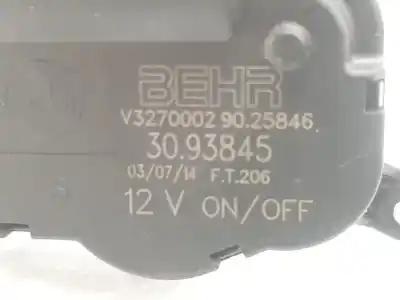 BEHR
V3270002 90.25846.
30.93845
03/07/14 F.T.206
12 V ON/OFF